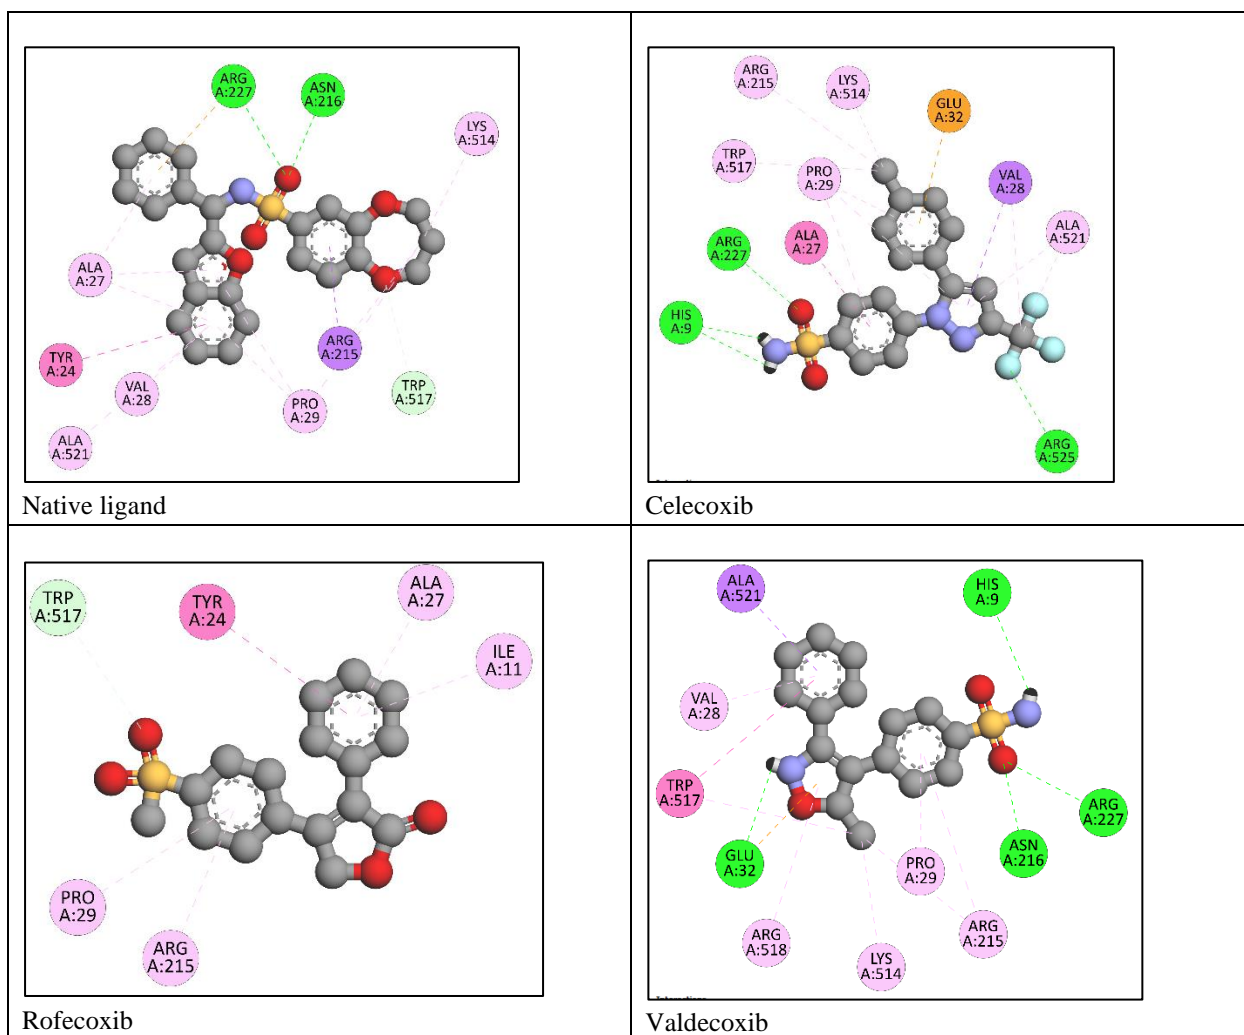 ARG
A:227
ASN
A:216
LYS
A:514
ALA
A:27
TYR
A:24
VAL
A:28
ALA
A:521
ARG
A:215
PRO
A:29
TRP
A:517
Native ligand
ARG
A:215
LYS
A:514
GLU
A:32
TRP
A:517
PRO
A:29
VAL
A:28
ALA
A:521
ARG
A:227
ALA
A:27
HIS
A:9
ARG
A:525
Celecoxib
TRP
A:517
TYR
A:24
ALA
A:27
ILE
A:11
PRO
A:29
ARG
A:215
Rofecoxib
ALA
A:521
HIS
A:9
VAL
A:28
TRP
A:517
GLU
A:32
ARG
A:227
ASN
A:216
PRO
A:29
ARG
A:518
LYS
A:514
ARG
A:215
Valdecoxib